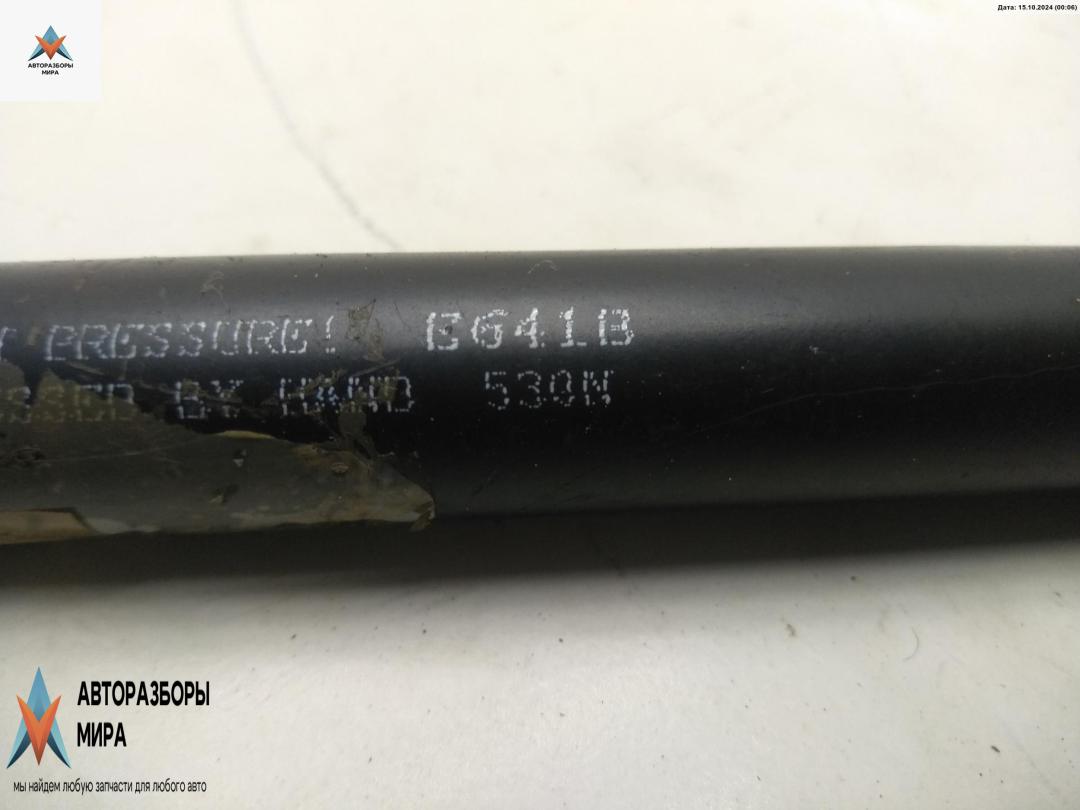 Дата: 15.10.2024 (00:06)
АВТОРАЗБОРЫ
МИРА
PRESSURE! EG41B
BY HAND 530N
АВТОРАЗБОРЫ
МИРА
мы найдем любую запчасти для любого авто